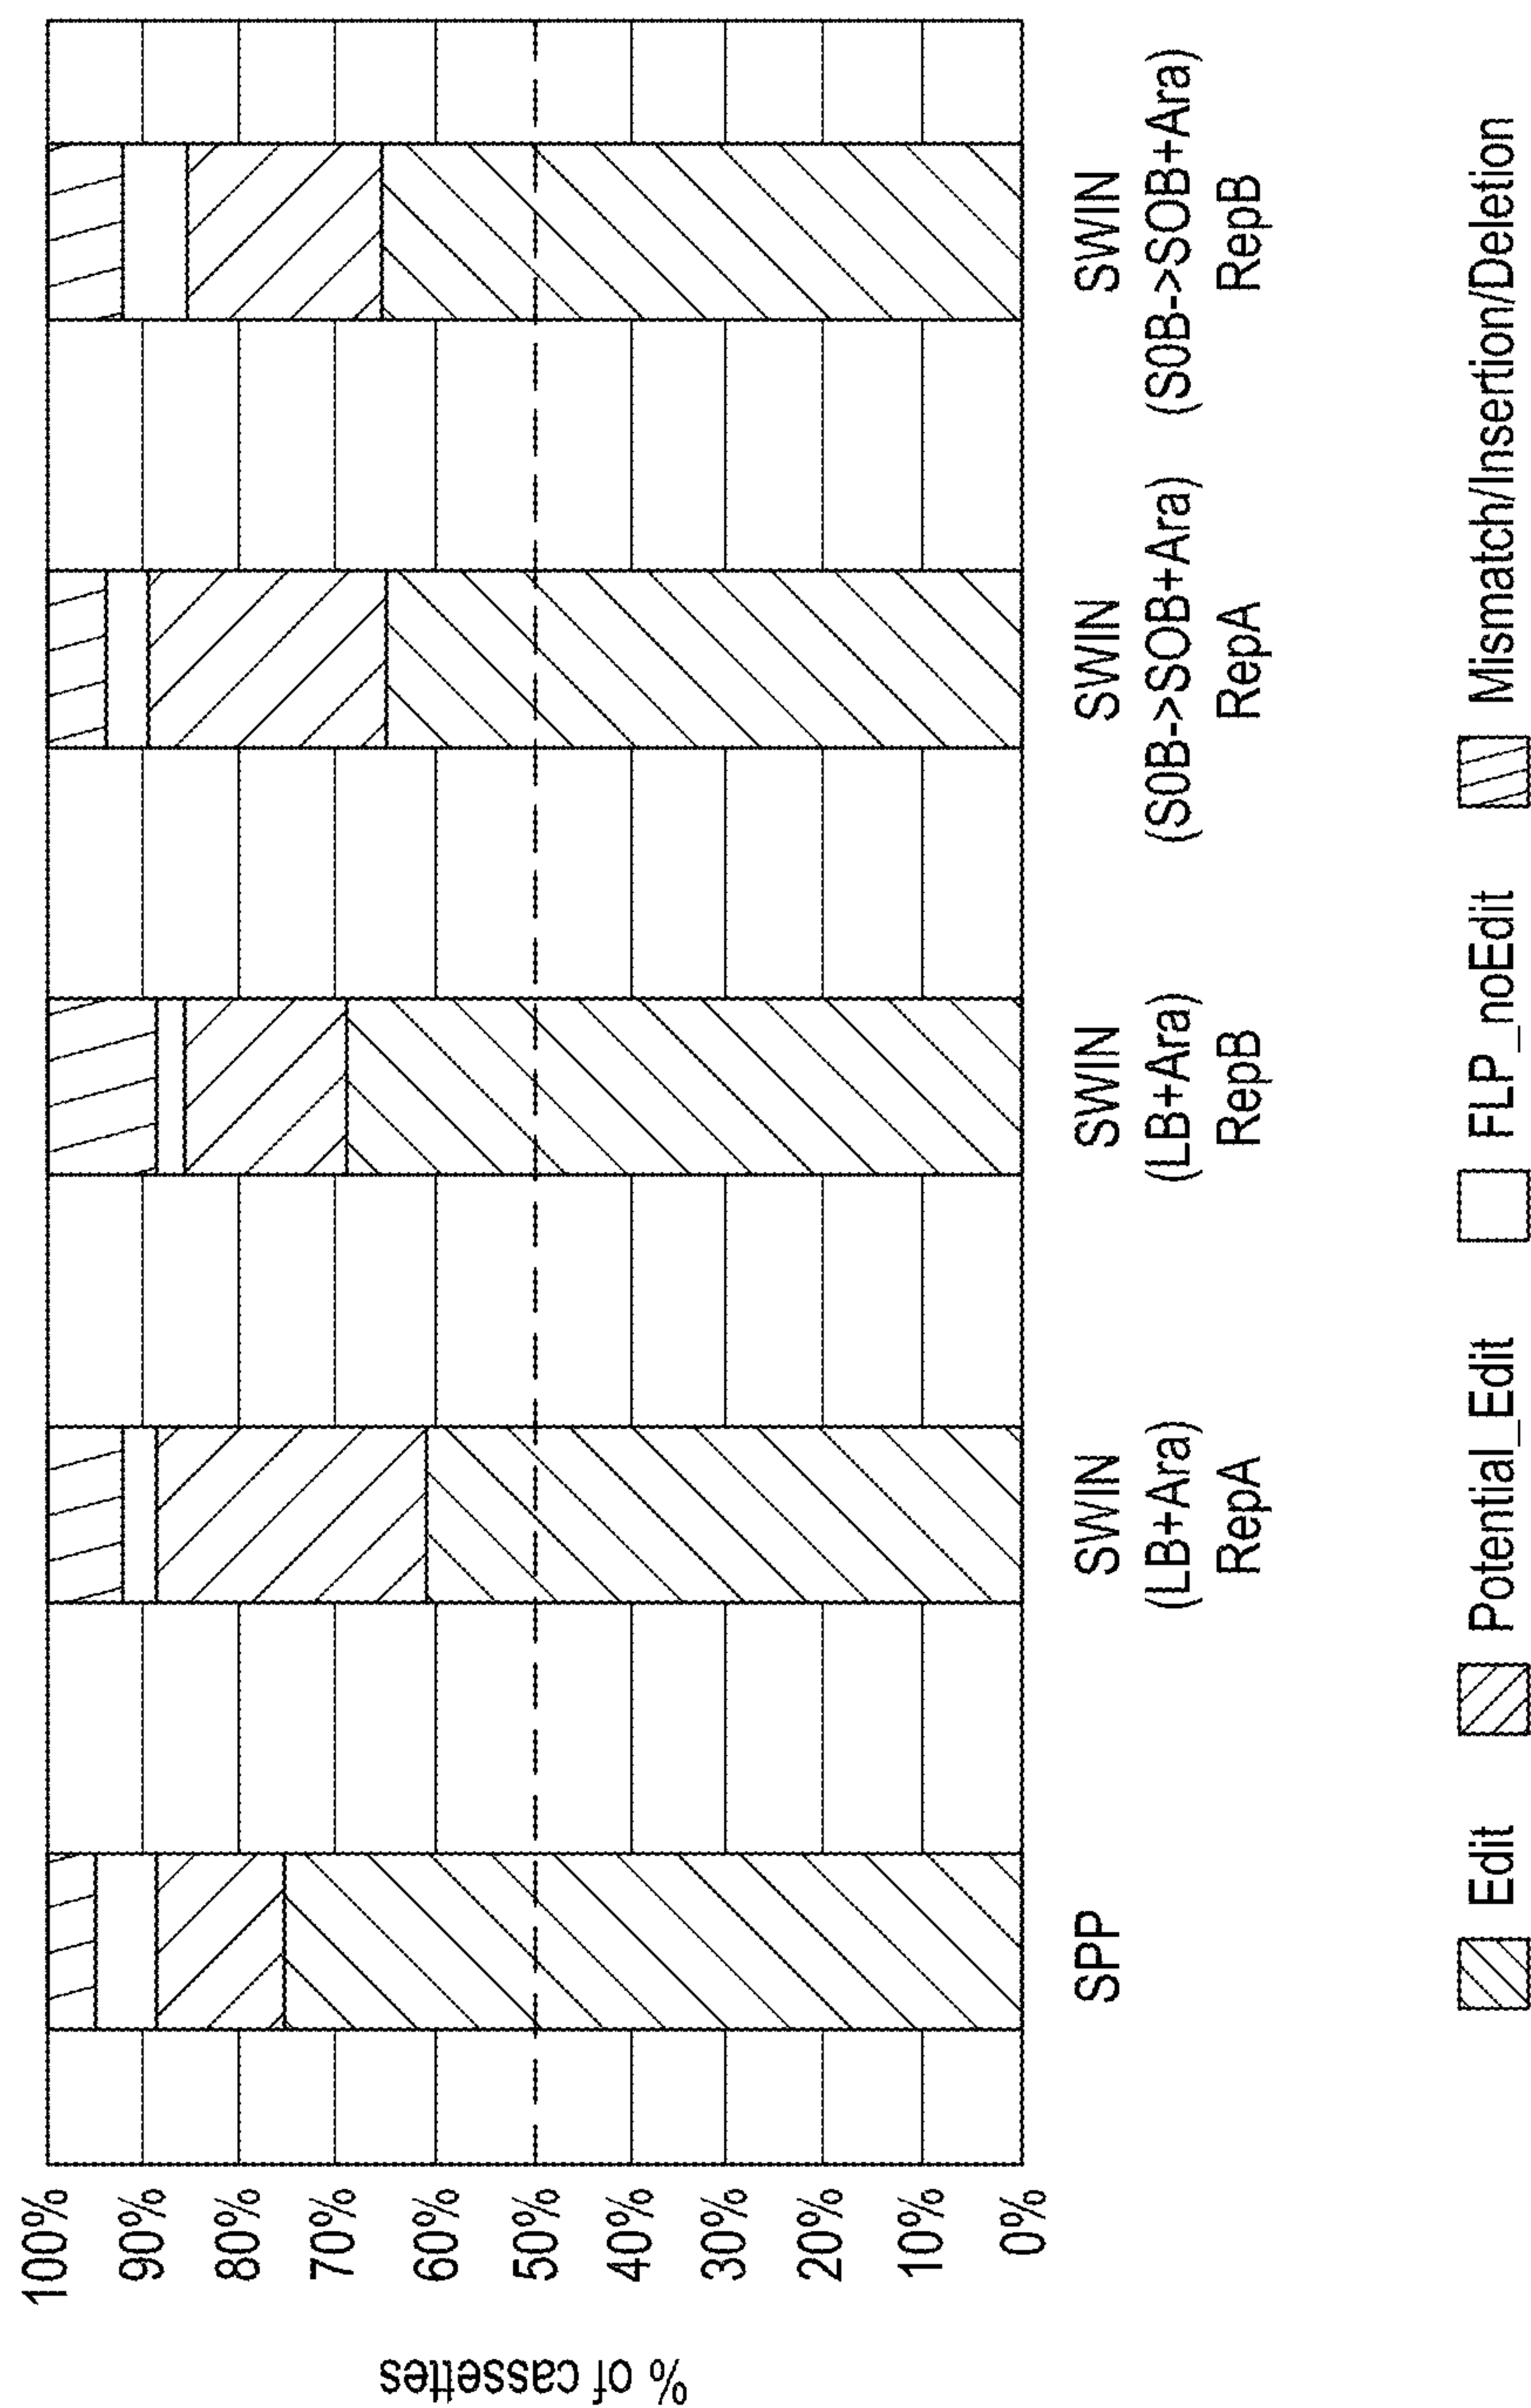 % of cassettes
100%
90%
80%
70%
60%
50%
40%
30%
20%
10%
0%
SPP
SWIN
(LB+Ara)
RepA
SWIN
(LB+Ara)
RepB
SWIN
(S0B->SOB+Ara)
RepA
SWIN
(S0B->SOB+Ara)
RepB
Edit
Potential_Edit
FLP_noEdit
Mismatch/Insertion/Deletion